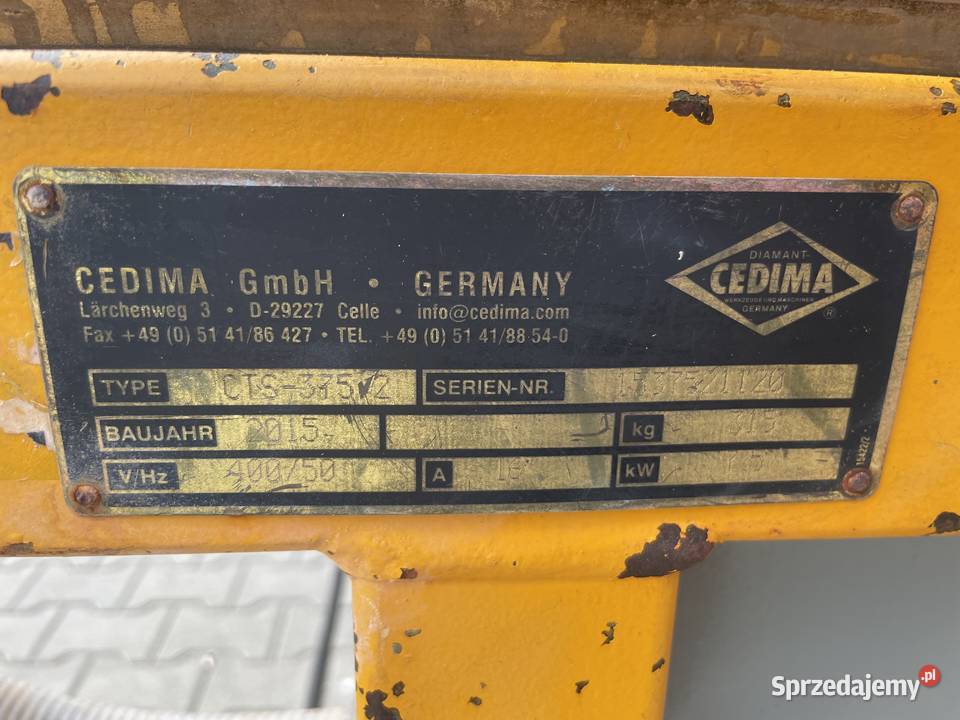 CEDIMA GmbH • GERMANY
Lärchenweg 3 • D-29227 Celle • info@cedima.com
Fax +49 (0) 51 41/86 427 • TEL. +49 (0) 51 41/88 54-0
DIAMANT-
CEDIMA
WERKZEUGE UND MASCHINEN
GERMANY
®
TYPE
SERIEN-NR.
BAUJAHR 2015 kg
V/Hz 400/50 A kW
15422/2
Sprzedajemy.pl